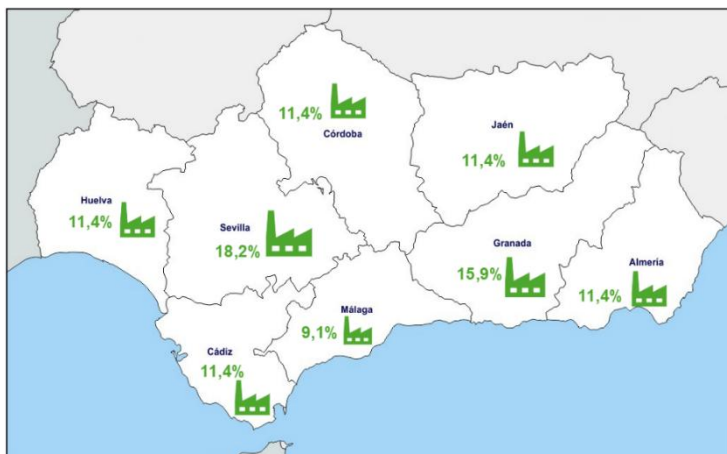 11,4%
Córdoba
Jaén
11,4%
Huelva
11,4%
Sevilla
18,2%
Granada
15,9%
Almería
11,4%
Málaga
9,1%
Cádiz
11,4%